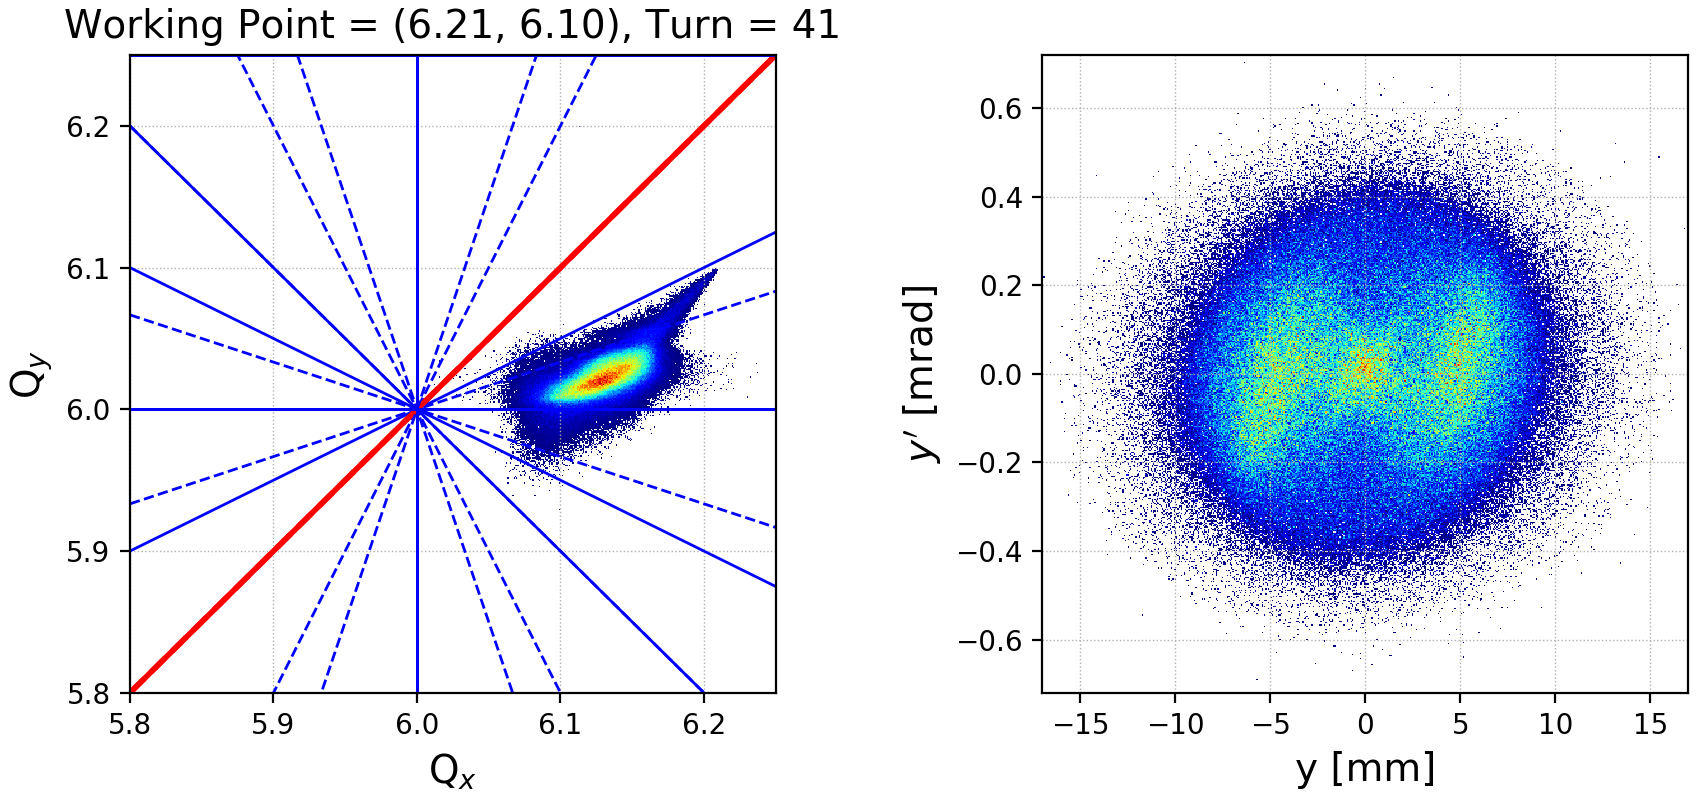 Working Point = (6.21, 6.10), Turn = 41
6.2
6.1
6.0
5.9
5.8
Qy
5.8 5.9 6.0 6.1 6.2
Qx
0.6
0.4
0.2
0.0
−0.2
−0.4
−0.6
y′ [mrad]
−15 −10 −5 0 5 10 15
y [mm]